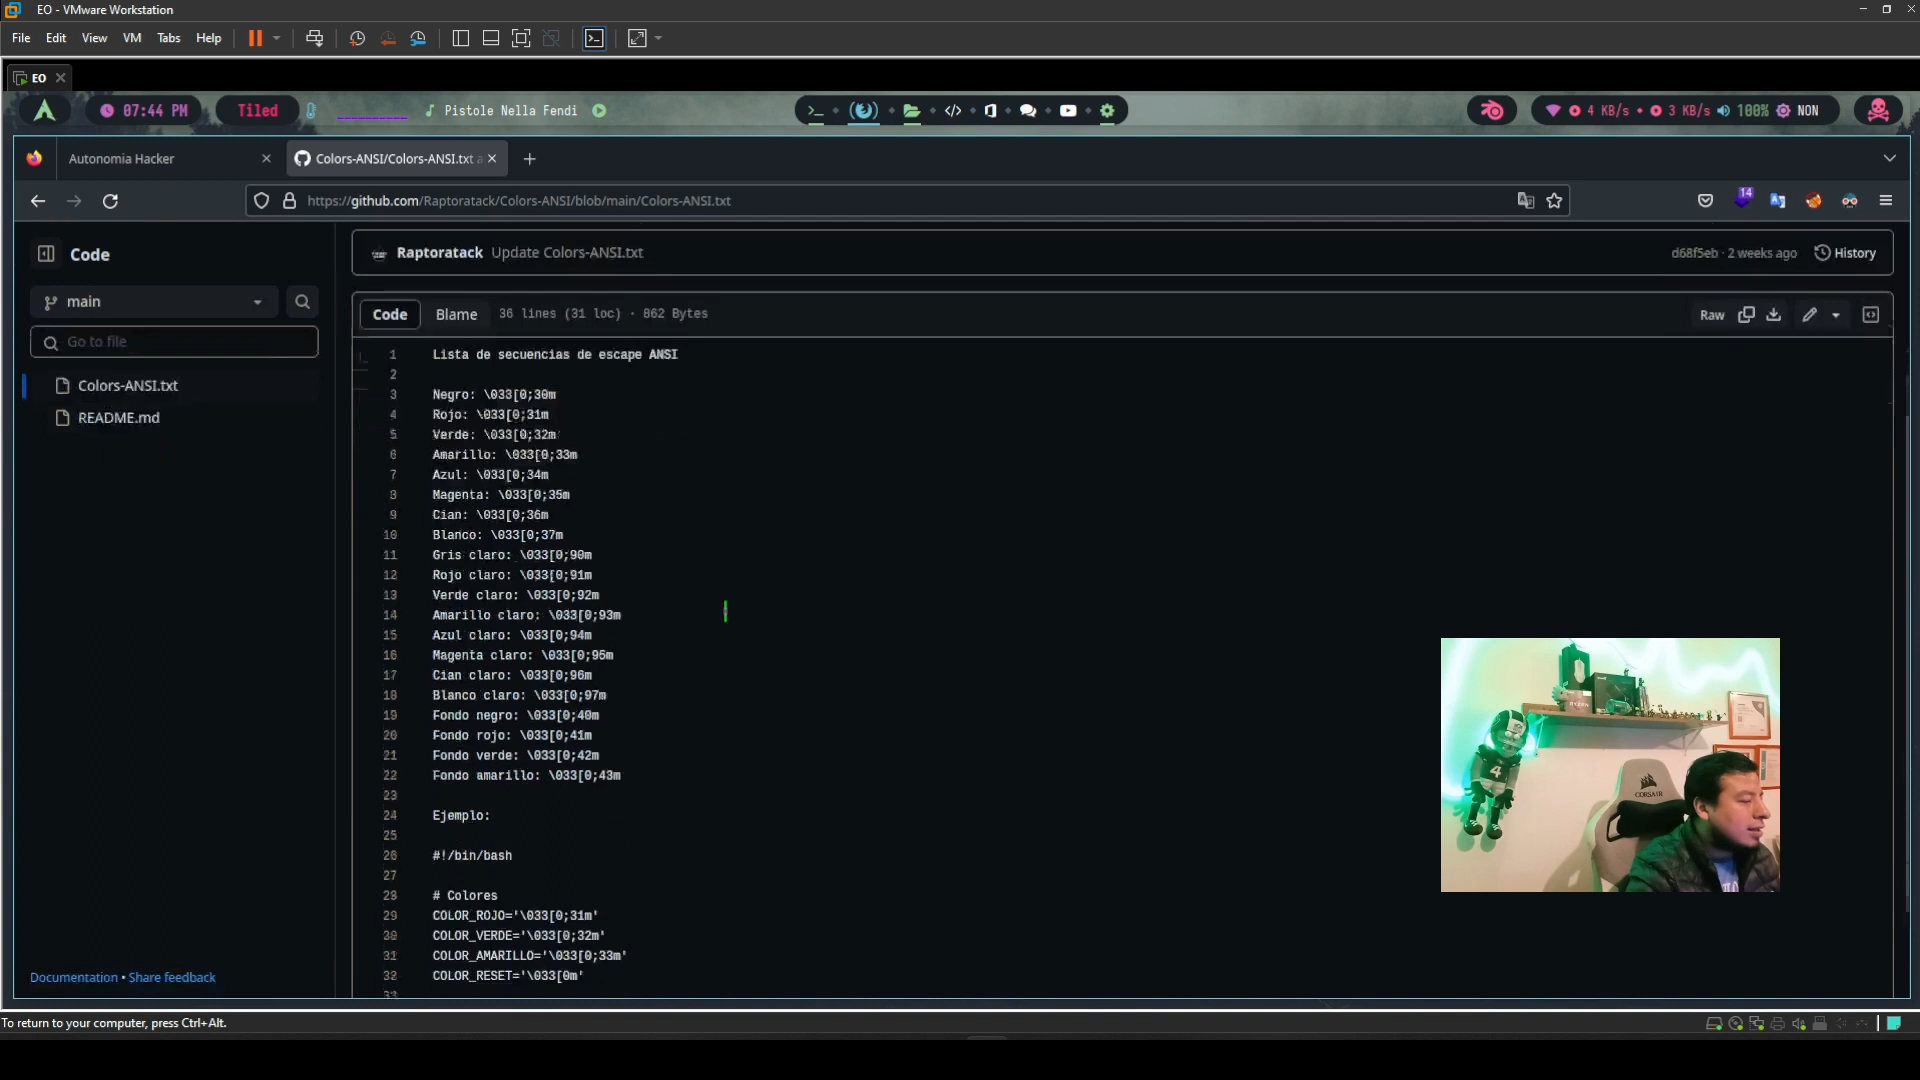 EO - VMware Workstation
File Edit View VM Tabs Help
EO
07:44 PM Tiled Pistole Nella Fendi 4 KB/s 3 KB/s 100% NON
Autonomia Hacker
Colors-ANSI/Colors-ANSI.txt a
https://github.com/Raptoratack/Colors-ANSI/blob/main/Colors-ANSI.txt
14
Code
main
Go to file
Colors-ANSI.txt
README.md
Documentation • Share feedback
Raptoratack Update Colors-ANSI.txt d68f5eb · 2 weeks ago History
Code Blame 36 lines (31 loc) · 862 Bytes Raw
1 Lista de secuencias de escape ANSI
2
3 Negro: \033[0;30m
4 Rojo: \033[0;31m
5 Verde: \033[0;32m
6 Amarillo: \033[0;33m
7 Azul: \033[0;34m
8 Magenta: \033[0;35m
9 Cian: \033[0;36m
10 Blanco: \033[0;37m
11 Gris claro: \033[0;90m
12 Rojo claro: \033[0;91m
13 Verde claro: \033[0;92m
14 Amarillo claro: \033[0;93m
15 Azul claro: \033[0;94m
16 Magenta claro: \033[0;95m
17 Cian claro: \033[0;96m
18 Blanco claro: \033[0;97m
19 Fondo negro: \033[0;40m
20 Fondo rojo: \033[0;41m
21 Fondo verde: \033[0;42m
22 Fondo amarillo: \033[0;43m
23
24 Ejemplo:
25
26 #!/bin/bash
27
28 # Colores
29 COLOR_ROJO='\033[0;31m'
30 COLOR_VERDE='\033[0;32m'
31 COLOR_AMARILLO='\033[0;33m'
32 COLOR_RESET='\033[0m'
33
CORSAIR
4
To return to your computer, press Ctrl+Alt.